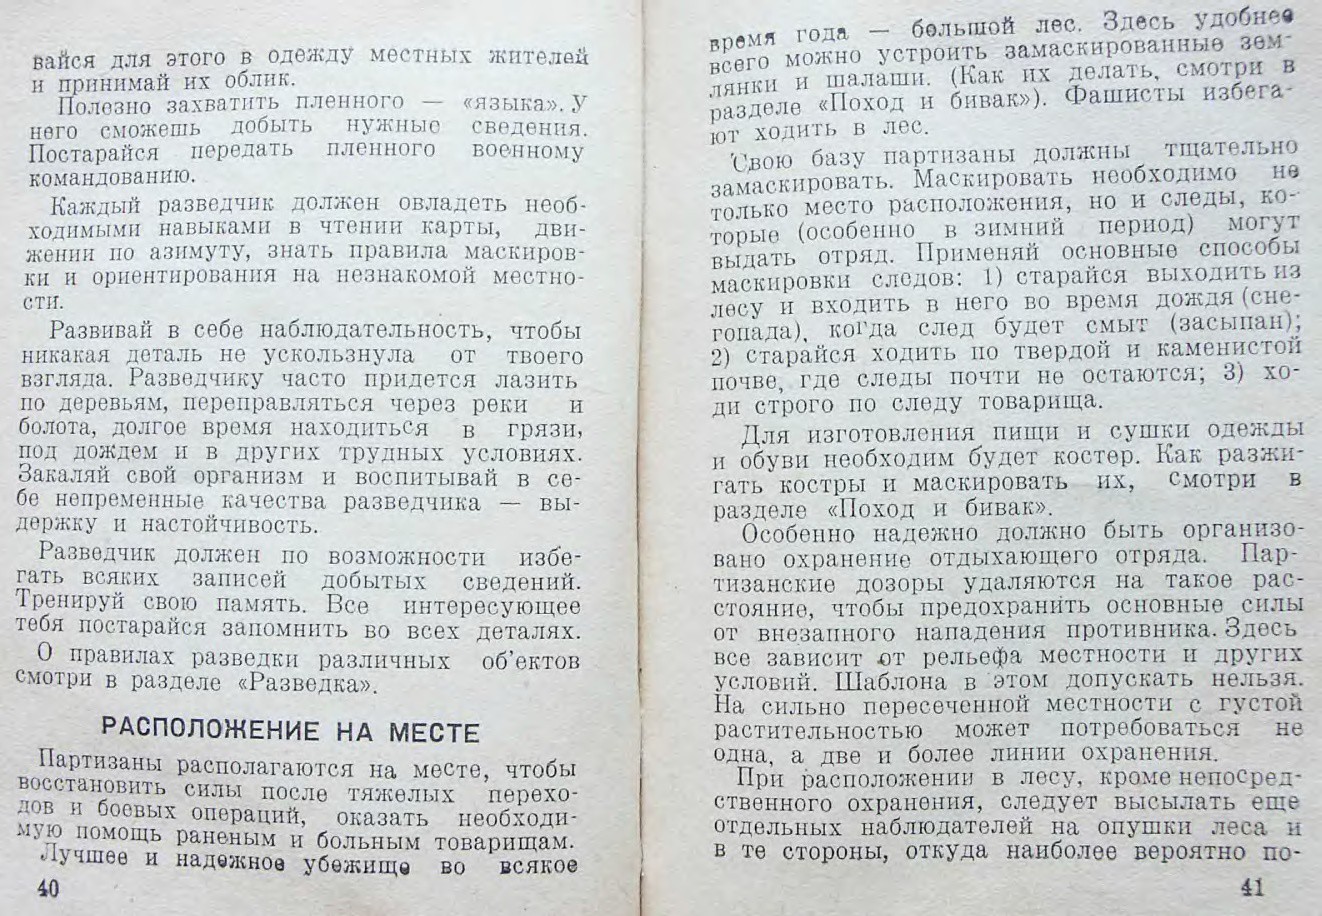 вайся для этого в одежду местных жителей
и принимай их облик.
Полезно захватить пленного — «языка». У
него сможешь добыть нужные сведения.
Постарайся передать пленного военному
командованию.
Каждый разведчик должен овладеть необ-
ходимыми навыками в чтении карты, дви-
жении по азимуту, знать правила маскиров-
ки и ориентирования на незнакомой местно-
сти.
Развивай в себе наблюдательность, чтобы
никакая деталь не ускользнула от твоего
взгляда. Разведчику часто придется лазить
по деревьям, переправляться через реки и
болота, долгое время находиться в грязи,
под дождем и в других трудных условиях.
Закаляй свой организм и воспитывай в се-
бе непременные качества разведчика — вы-
держку и настойчивость.
Разведчик должен по возможности избе-
гать всяких записей добытых сведений.
Тренируй свою память. Все интересующее
тебя постарайся запомнить во всех деталях.
О правилах разведки различных об'ектов
смотри в разделе «Разведка».
РАСПОЛОЖЕНИЕ НА МЕСТЕ
Партизаны располагаются на месте, чтобы
восстановить силы после тяжелых перехо-
дов и боевых операций, оказать необходи-
мую помощь раненым и больным товарищам.
Лучшее и надежное убежище во всякое
40
время года — большой лес. Здесь удобнее
всего можно устроить замаскированные зем-
лянки и шалаши. (Как их делать, смотри в
разделе «Поход и бивак»). Фашисты избега-
ют ходить в лес.
Свою базу партизаны должны тщательно
замаскировать. Маскировать необходимо не
только место расположения, но и следы, ко-
торые (особенно в зимний период) могут
выдать отряд. Применяй основные способы
маскировки следов: 1) старайся выходить из
лесу и входить в него во время дождя (сне-
гопада), когда след будет смыт (засыпан);
2) старайся ходить по твердой и каменистой
почве, где следы почти не остаются; 3) хо-
ди строго по следу товарища.
Для изготовления пищи и сушки одежды
и обуви необходим будет костер. Как разжи-
гать костры и маскировать их, смотри в
разделе «Поход и бивак».
Особенно надежно должно быть организо-
вано охранение отдыхающего отряда. Пар-
тизанские дозоры удаляются на такое рас-
стояние, чтобы предохранить основные силы
от внезапного нападения противника. Здесь
все зависит от рельефа местности и других
условий. Шаблона в этом допускать нельзя.
На сильно пересеченной местности с густой
растительностью может потребоваться не
одна, а две и более линии охранения.
При расположении в лесу, кроме непосред-
ственного охранения, следует высылать еще
отдельных наблюдателей на опушки леса и
в те стороны, откуда наиболее вероятно по-
41